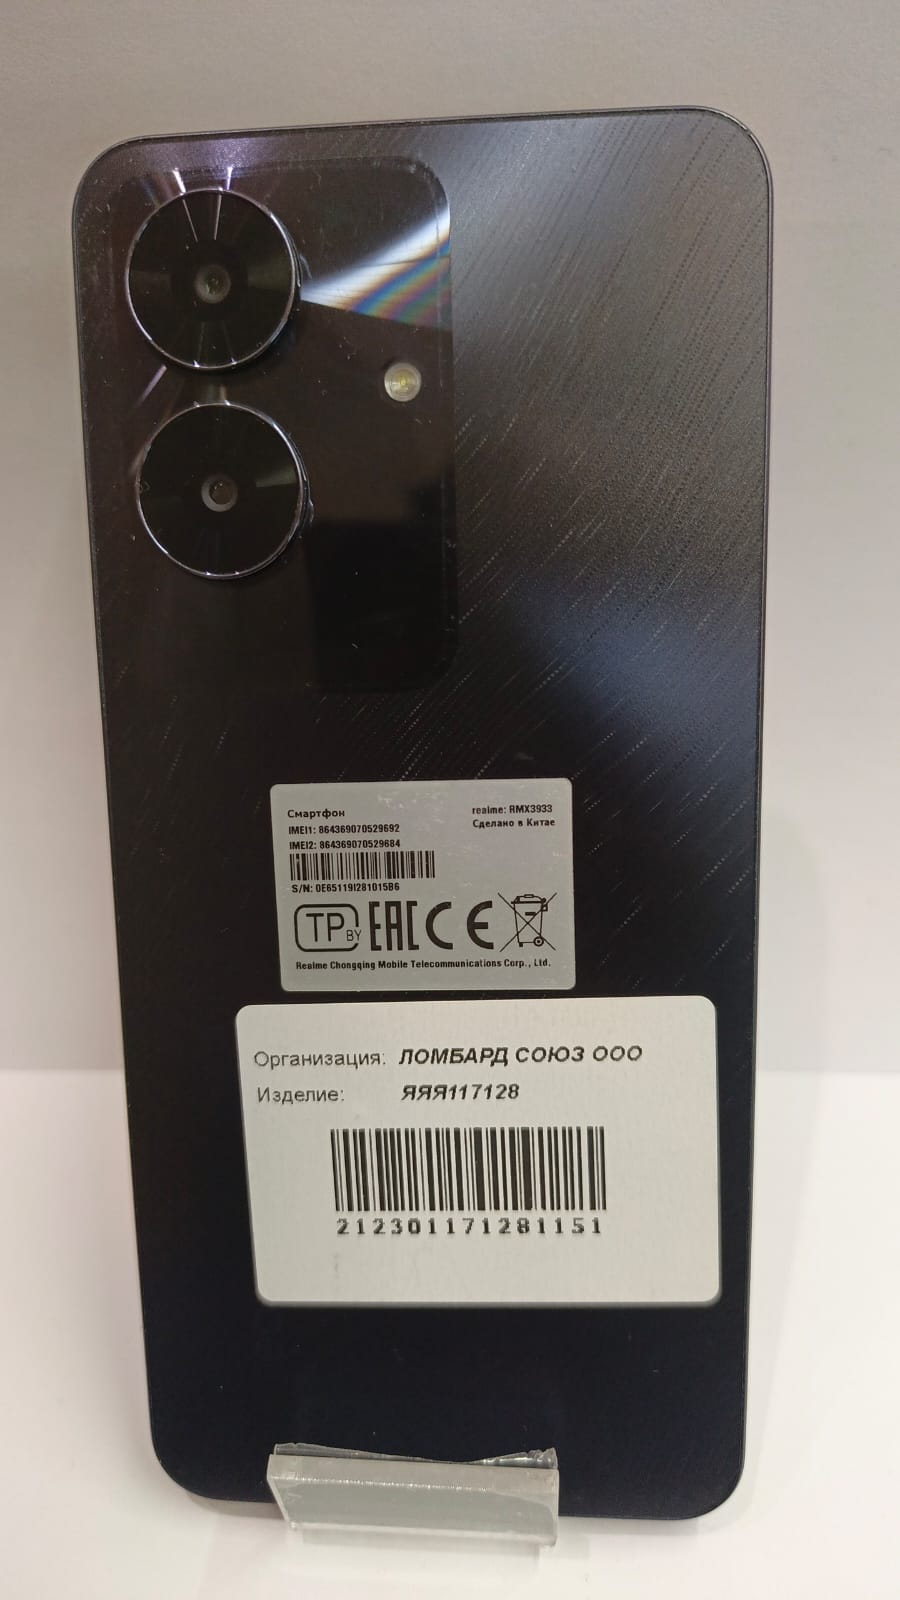 Смартфон
realme: RMX3933
IMEI1: 864369070529692
Сделано в Китае
IMEI2: 864369070529684
S/N: 0E65119I281015B6
TP BY EAC CE
Realme Chongqing Mobile Telecommunications Corp., Ltd.
Организация: ЛОМБАРД СОЮЗ ООО
Изделие: ЯЯЯ117128
212301171281151